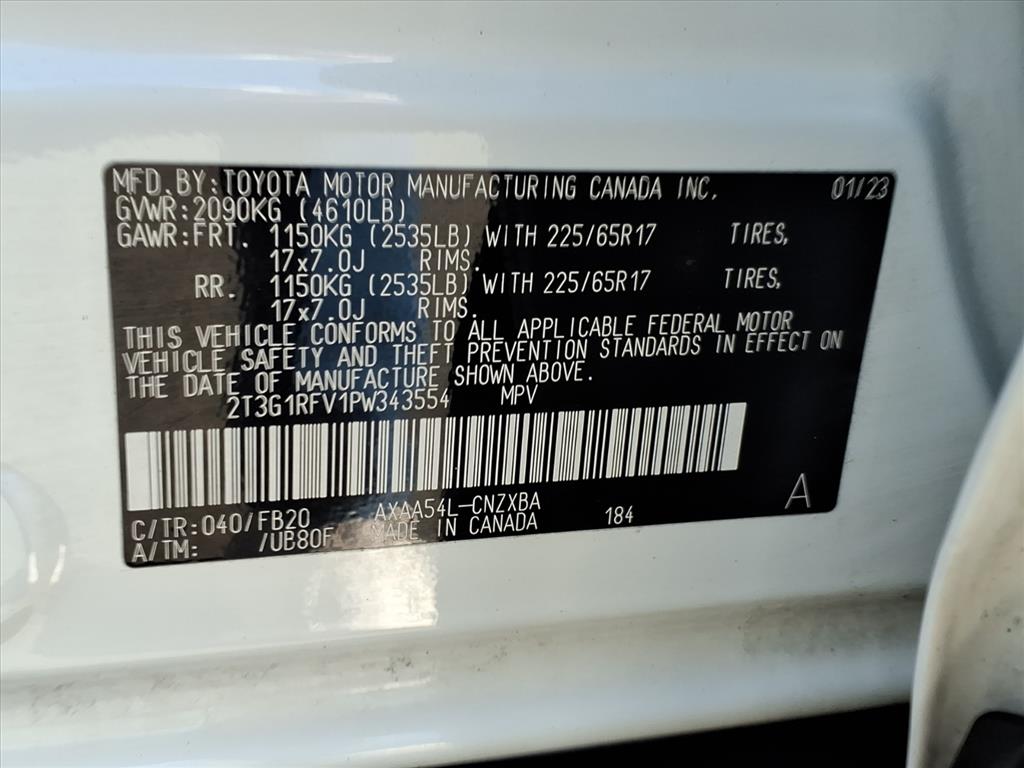 MFD.BY:TOYOTA MOTOR MANUFACTURING CANADA INC. 01/23
GVWR:2090KG (4610LB)
GAWR:FRT. 1150KG (2535LB) WITH 225/65R17 TIRES,
17x7.0J RIMS.
RR. 1150KG (2535LB) WITH 225/65R17 TIRES,
17x7.0J RIMS.
THIS VEHICLE CONFORMS TO ALL APPLICABLE FEDERAL MOTOR
VEHICLE SAFETY AND THEFT PREVENTION STANDARDS IN EFFECT ON
THE DATE OF MANUFACTURE SHOWN ABOVE.
2T3G1RFV1PW343554 MPV
A
C/TR:040/FB20 AXAA54L-CNZXBA 184
A/TM: /UB80F MADE IN CANADA